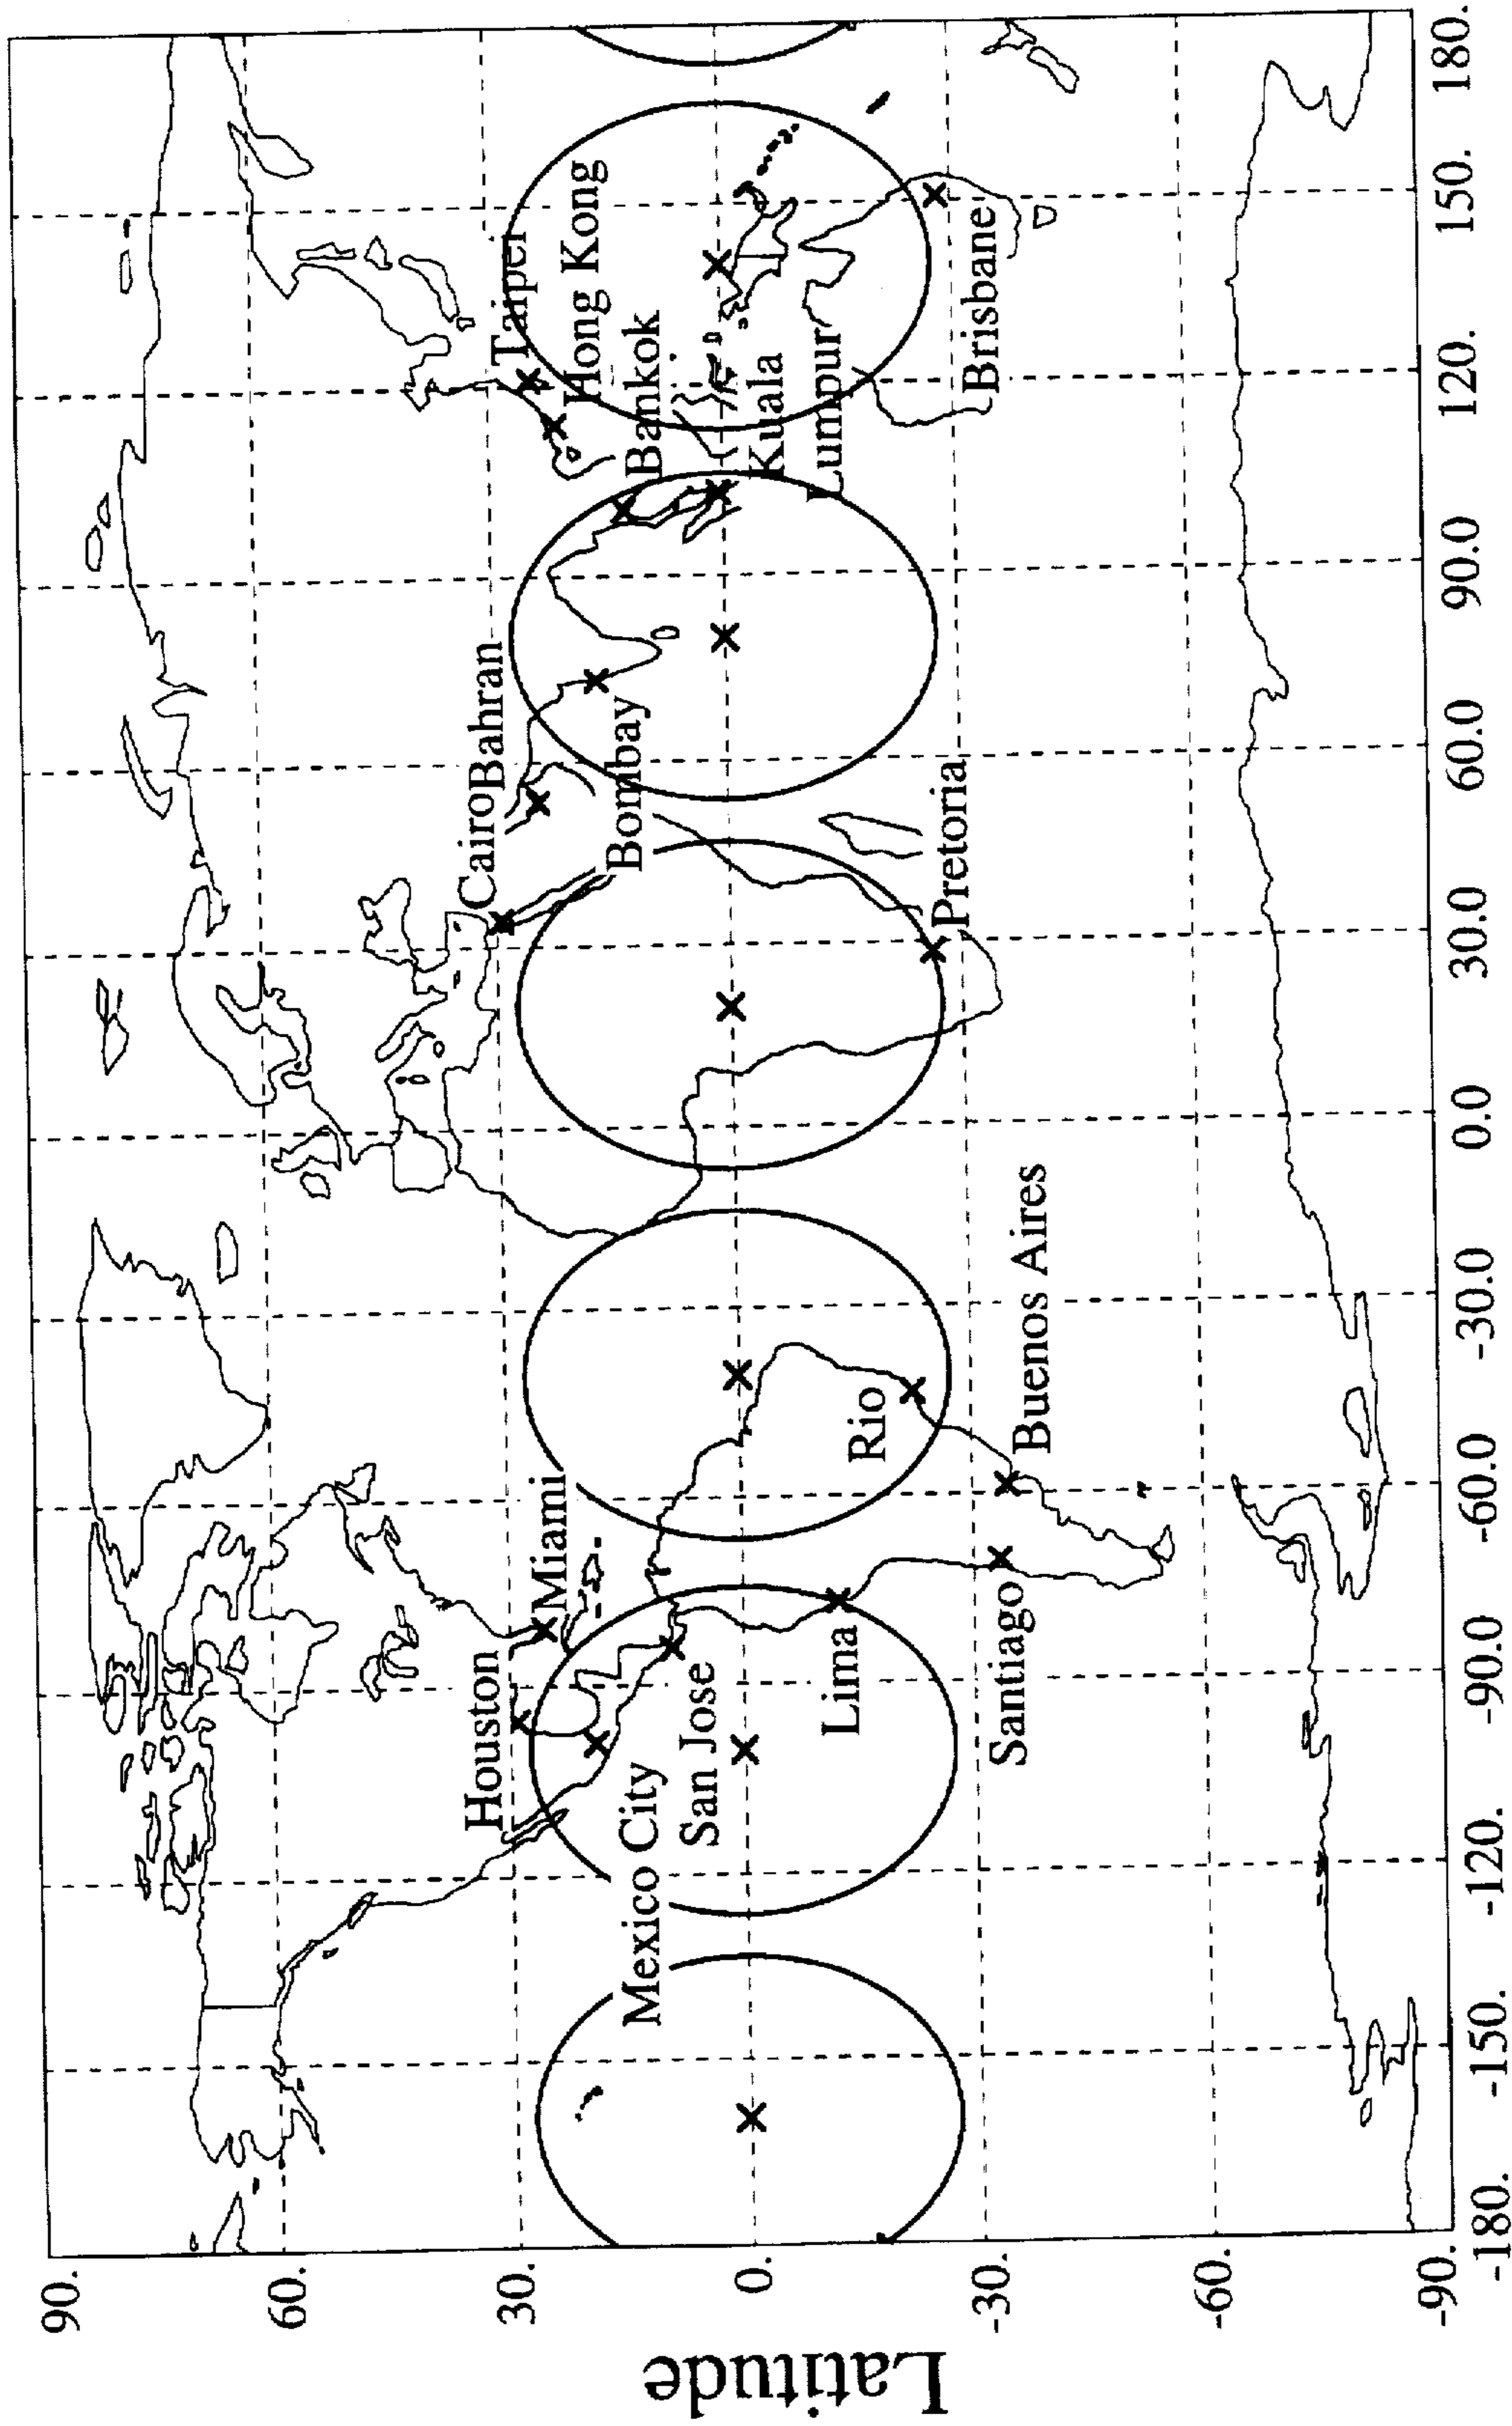 Latitude
90.
60.
30.
0.
-30.
-60.
-90.
-180.
-150.
-120.
-90.0
-60.0
-30.0
0.0
30.0
60.0
90.0
120.
150.
180.
Houston
Miami
Mexico City
San Jose
Lima
Santiago
Rio
Buenos Aires
Cairo
Bahran
Bombay
Pretoria
Taipei
Hong Kong
Bankok
Kuala
Lumpur
Brisbane